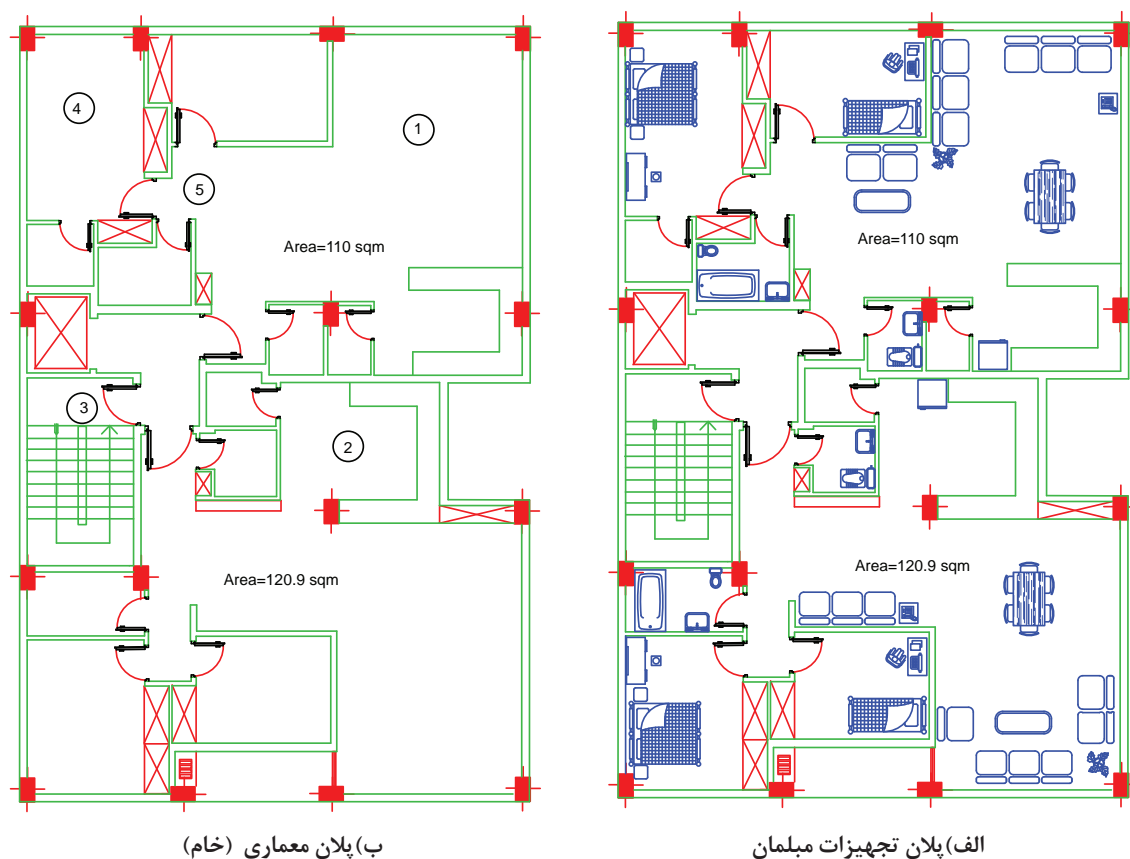 4
1
5
Area=110 sqm
Area=110 sqm
3
2
Area=120.9 sqm
Area=120.9 sqm
الف)پلان تجهیزات مبلمان
ب)پلان معماری (خام)